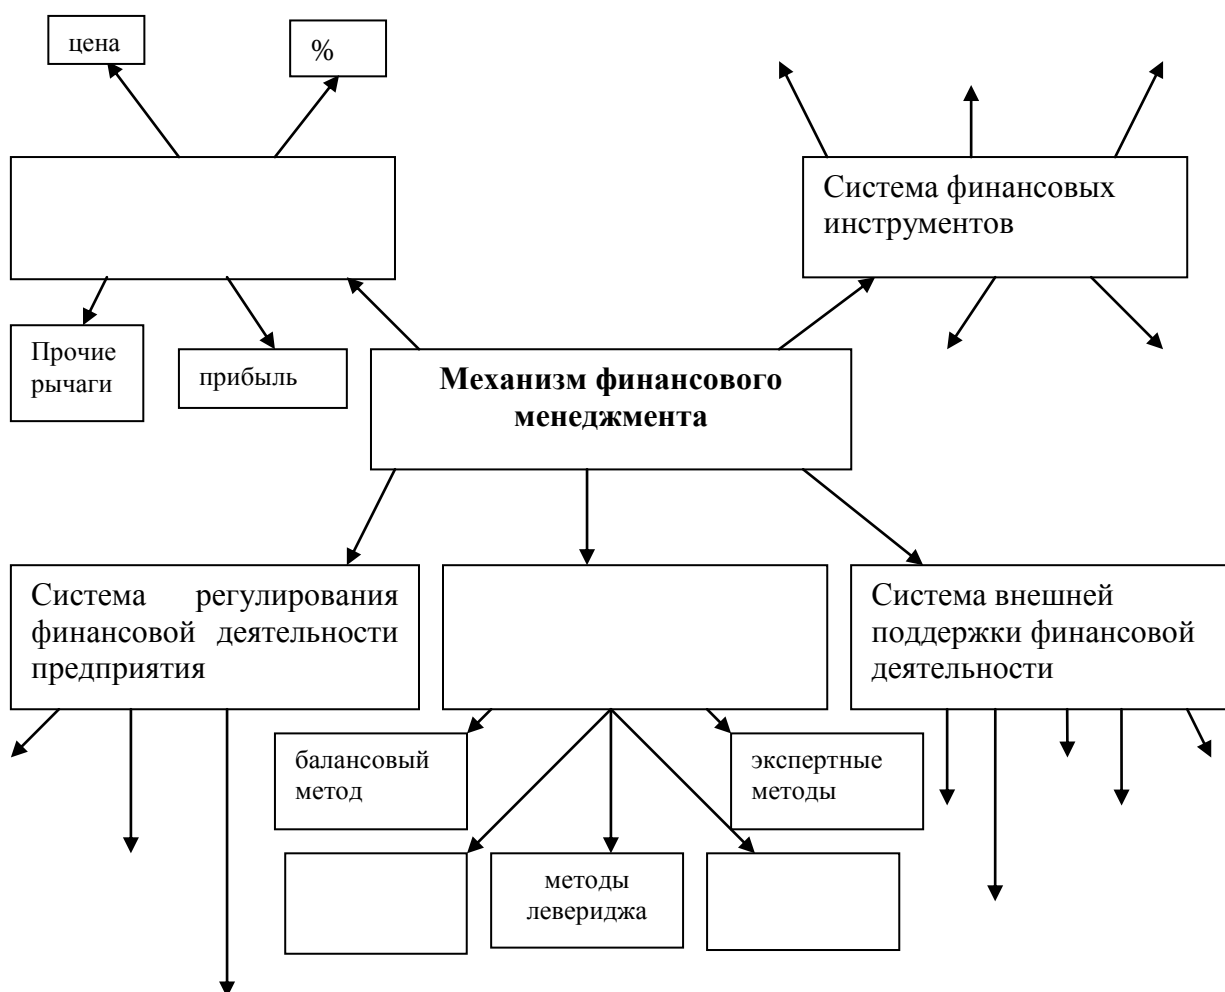 цена
%
Система финансовых
инструментов
Прочие
рычаги
прибыль
Механизм финансового
менеджмента
Система регулирования
финансовой деятельности
предприятия
Система внешней
поддержки финансовой
деятельности
балансовый
метод
экспертные
методы
методы
левериджа